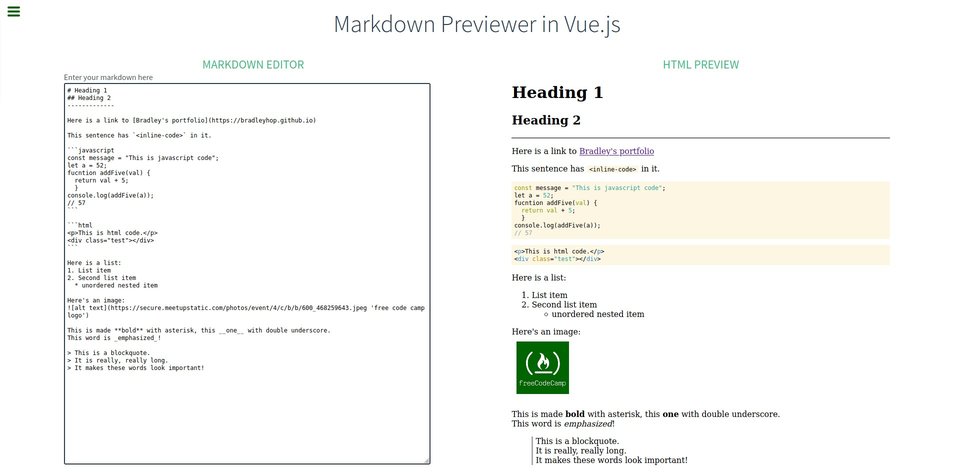 Markdown Previewer in Vue.js
MARKDOWN EDITOR
Enter your markdown here
# Heading 1
## Heading 2
-------------
Here is a link to [Bradley's portfolio](https://bradleyhop.github.io)
This sentence has `<inline-code>` in it.
```javascript
const message = "This is javascript code";
let a = 52;
fucntion addFive(val) {
return val + 5;
}
console.log(addFive(a));
// 57
```
```html
<p>This is html code.</p>
<div class="test"></div>
```
Here is a list:
1. List item
2. Second list item
* unordered nested item
Here's an image:
![alt text](https://secure.meetupstatic.com/photos/event/4/c/b/b/600_468259643.jpeg 'free code camp
logo')
This is made **bold** with asterisk, this __one__ with double underscore.
This word is _emphasized_!
> This is a blockquote.
> It is really, really long.
> It makes these words look important!
HTML PREVIEW
Heading 1
Heading 2
Here is a link to Bradley's portfolio
This sentence has <inline-code> in it.
const message = "This is javascript code";
let a = 52;
fucntion addFive(val) {
return val + 5;
}
console.log(addFive(a));
// 57
<p>This is html code.</p>
<div class="test"></div>
Here is a list:
1. List item
2. Second list item
unordered nested item
Here's an image:
freeCodeCamp
This is made bold with asterisk, this one with double underscore.
This word is emphasized!
This is a blockquote.
It is really, really long.
It makes these words look important!